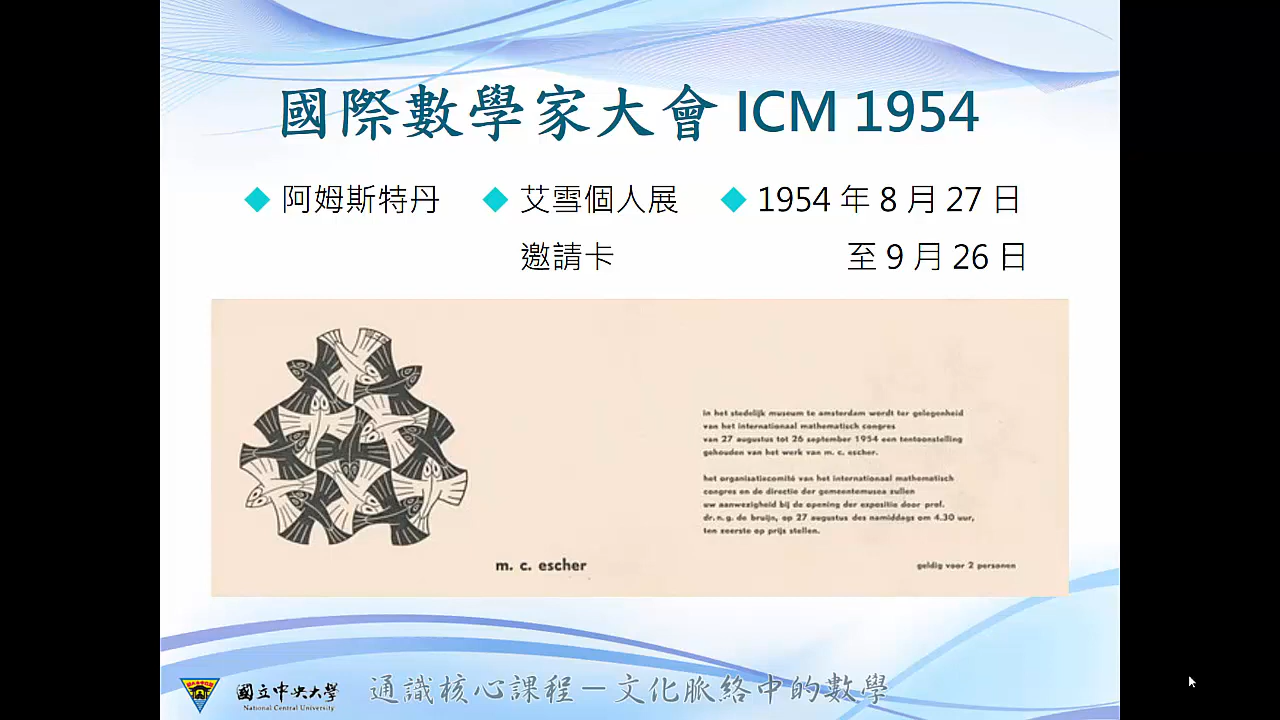 國際數學家大會 ICM 1954
阿姆斯特丹
艾雪個人展
邀請卡
1954 年 8 月 27 日
至 9 月 26 日
m. c. escher
in het stedelijk museum te amsterdam wordt ter gelegenheid
van het internationaal mathematisch congres
van 27 augustus tot 26 september 1954 een tentoonstelling
gehouden van het werk van m. c. escher.
het organisatiecomité van het internationaal mathematisch
congres en de directie der gemeentemusea zullen
uw aanwezigheid bij de opening der expositie door prof.
dr. n. g. de bruijn, op 27 augustus des namiddags om 4.30 uur,
ten zeerste op prijs stellen.
geldig voor 2 personen
國立中央大學
National Central University
通識核心課程－文化脈絡中的數學